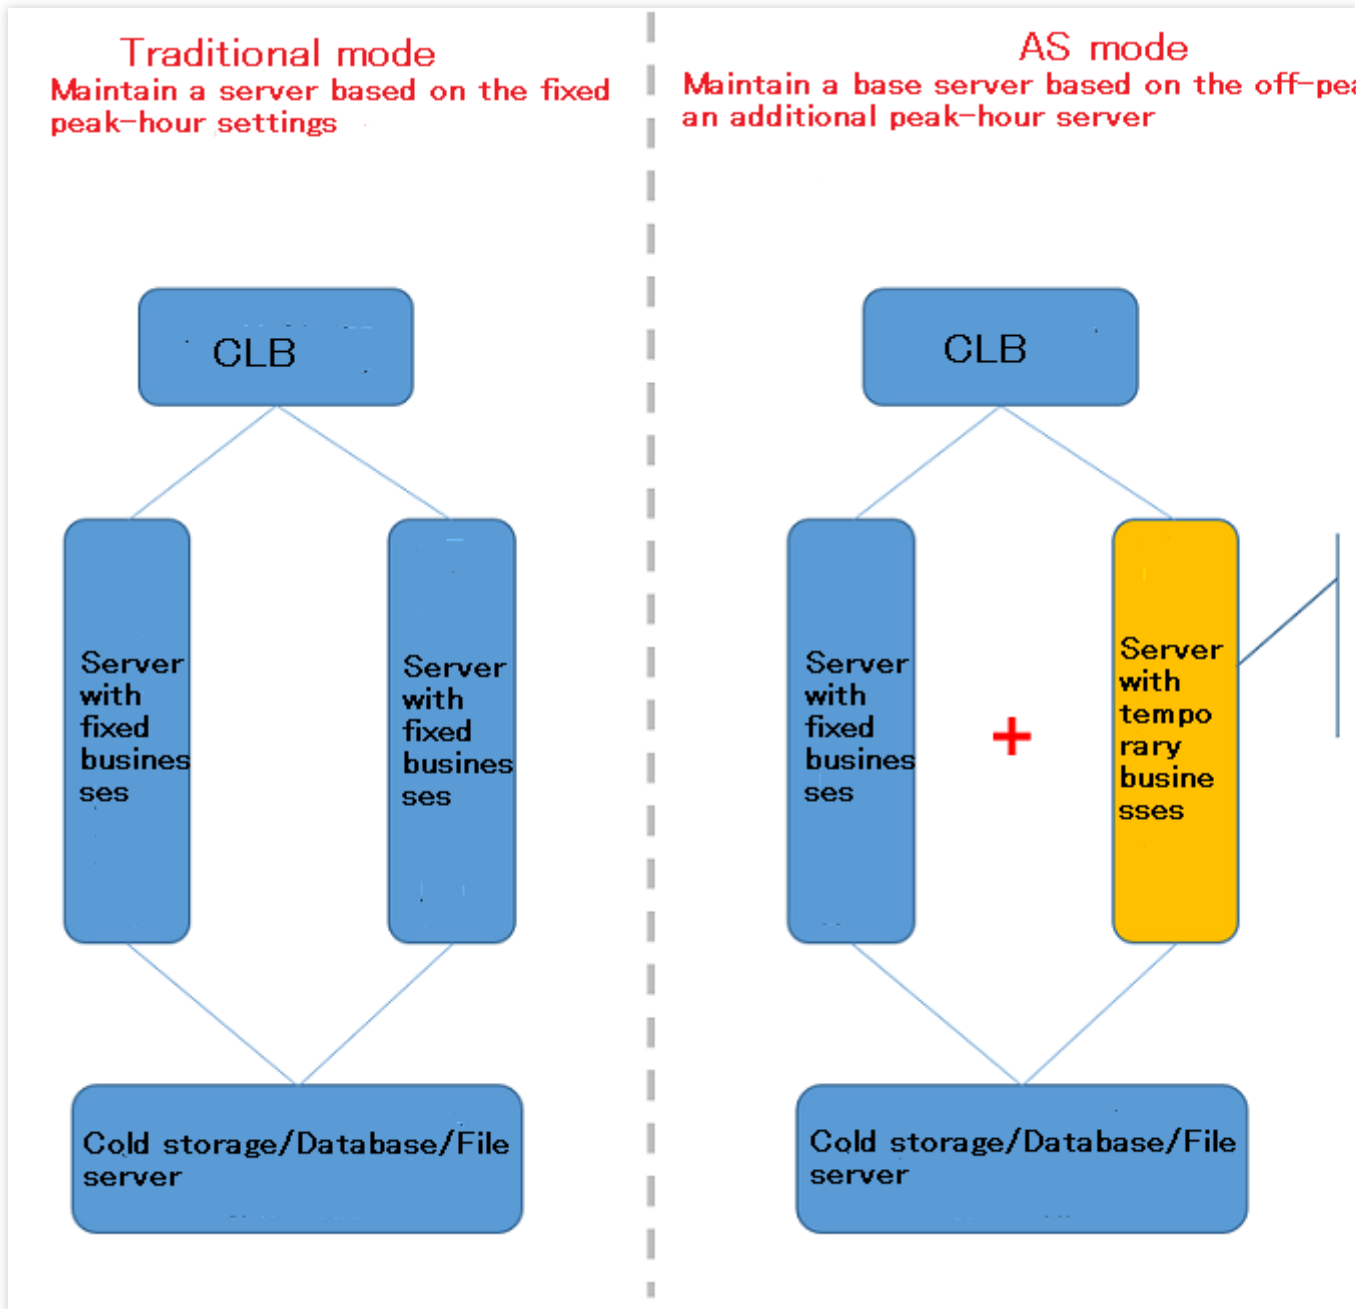 Traditional mode
Maintain a server based on the fixed
peak-hour settings
CLB
Server
with
fixed
busines
ses
Server
with
fixed
busines
ses
Cold storage/Database/File
server
AS mode
Maintain a base server based on the
an additional peak-hour server
CLB
Server
with
fixed
busines
ses
+
Server
with
tempo
rary
busine
sses
Cold storage/Database/File
server